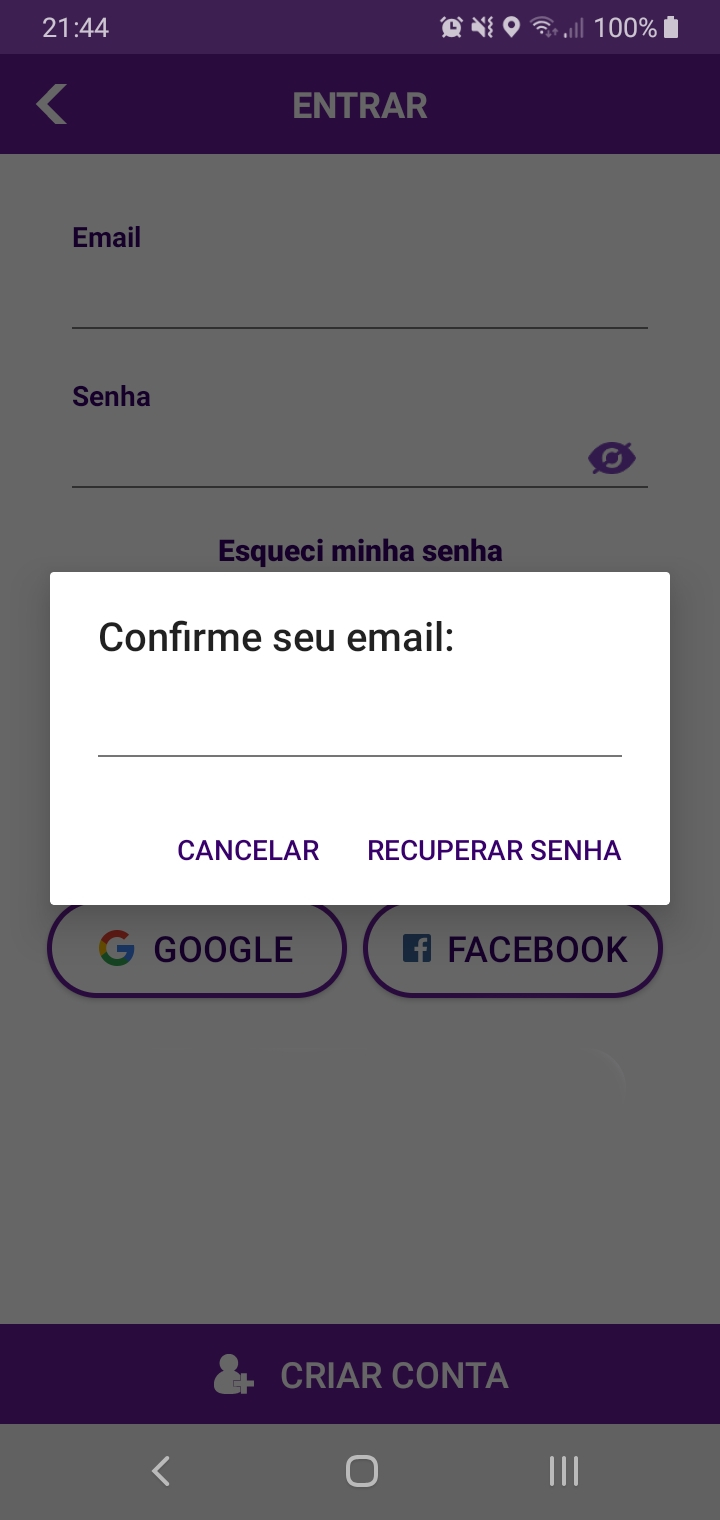 21:44 100%
ENTRAR
Email
Senha
Esqueci minha senha
Confirme seu email:
CANCELAR RECUPERAR SENHA
GOOGLE FACEBOOK
CRIAR CONTA